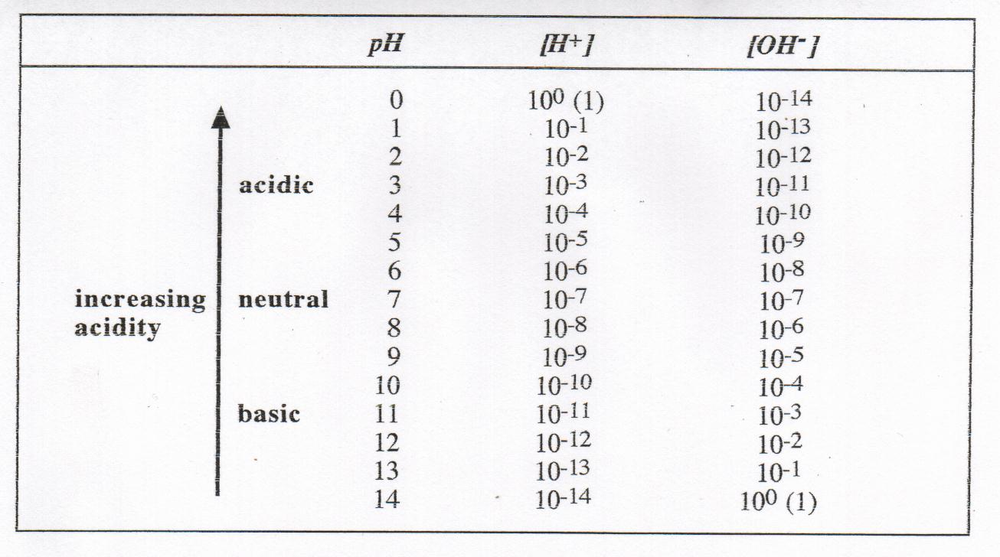 pH [H+] [OH-]
0 10⁰ (1) 10-14
1 10-1 10-13
2 10-2 10-12
acidic 3 10-3 10-11
4 10-4 10-10
5 10-5 10-9
6 10-6 10-8
increasing neutral 7 10-7 10-7
acidity 8 10-8 10-6
9 10-9 10-5
10 10-10 10-4
basic 11 10-11 10-3
12 10-12 10-2
13 10-13 10-1
14 10-14 10⁰ (1)